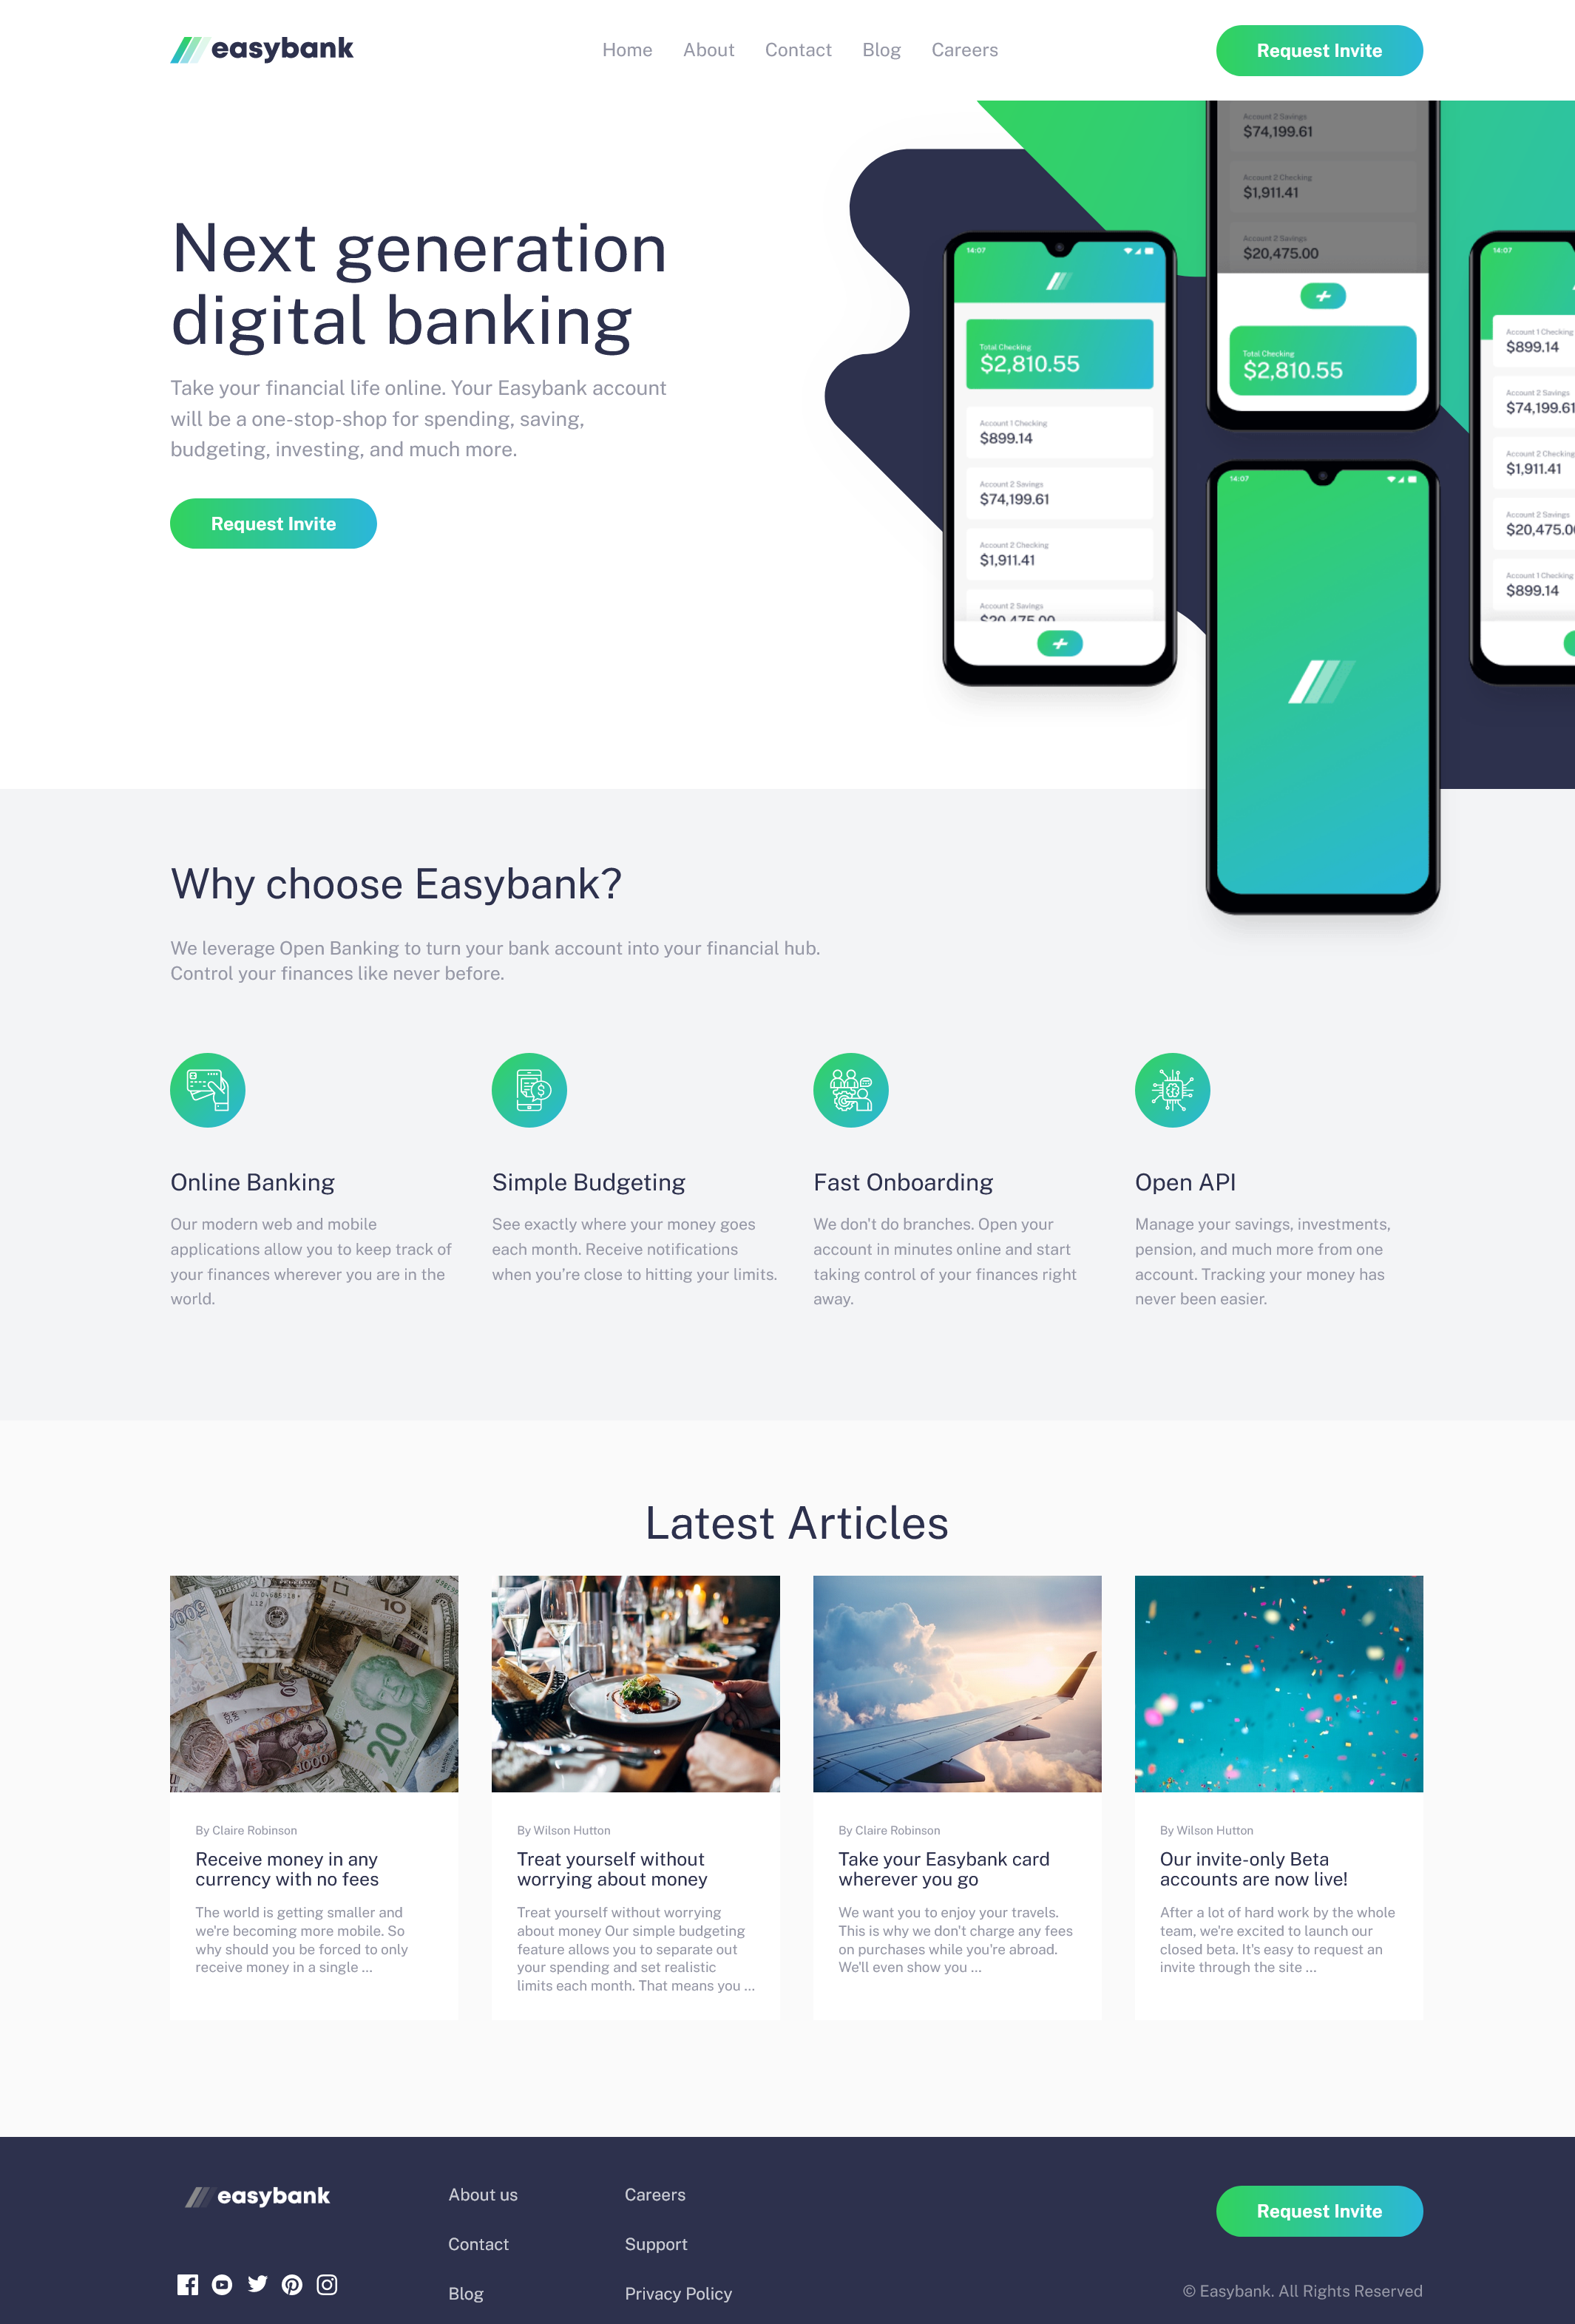 easybank
Home About Contact Blog Careers
Request Invite
Next generation
digital banking
Take your financial life online. Your Easybank account
will be a one-stop-shop for spending, saving,
budgeting, investing, and much more.
Request Invite
14:07
Total Checking
$2,810.55
Account 1 Checking
$899.14
Account 2 Savings
$74,199.61
Account 2 Checking
$1,911.41
Account 2 Savings
$20,475.00
Account 2 Savings
$74,199.61
Account 2 Checking
$1,911.41
Account 2 Savings
$20,475.00
Total Checking
$2,810.55
14:07
14:07
Account 1 Checking
$899.14
Account 2 Savings
$74,199.61
Account 2 Checking
$1,911.41
Account 2 Savings
$20,475.00
Account 1 Checking
$899.14
Why choose Easybank?
We leverage Open Banking to turn your bank account into your financial hub.
Control your finances like never before.
Online Banking
Our modern web and mobile
applications allow you to keep track of
your finances wherever you are in the
world.
Simple Budgeting
See exactly where your money goes
each month. Receive notifications
when you're close to hitting your limits.
Fast Onboarding
We don't do branches. Open your
account in minutes online and start
taking control of your finances right
away.
Open API
Manage your savings, investments,
pension, and much more from one
account. Tracking your money has
never been easier.
Latest Articles
10
20
1000
By Claire Robinson
Receive money in any
currency with no fees
The world is getting smaller and
we're becoming more mobile. So
why should you be forced to only
receive money in a single ...
By Wilson Hutton
Treat yourself without
worrying about money
Treat yourself without worrying
about money Our simple budgeting
feature allows you to separate out
your spending and set realistic
limits each month. That means you ...
By Claire Robinson
Take your Easybank card
wherever you go
We want you to enjoy your travels.
This is why we don't charge any fees
on purchases while you're abroad.
We'll even show you ...
By Wilson Hutton
Our invite-only Beta
accounts are now live!
After a lot of hard work by the whole
team, we're excited to launch our
closed beta. It's easy to request an
invite through the site ...
easybank
About us
Contact
Blog
Careers
Support
Privacy Policy
Request Invite
© Easybank. All Rights Reserved